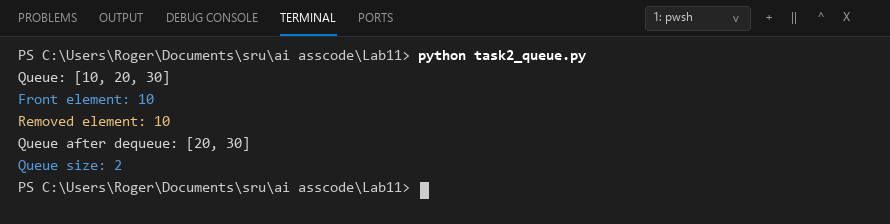 PROBLEMS OUTPUT DEBUG CONSOLE TERMINAL PORTS 1: pwsh v + || ^ X
PS C:\Users\Roger\Documents\sru\ai asscode\Lab11> python task2_queue.py
Queue: [10, 20, 30]
Front element: 10
Removed element: 10
Queue after dequeue: [20, 30]
Queue size: 2
PS C:\Users\Roger\Documents\sru\ai asscode\Lab11>